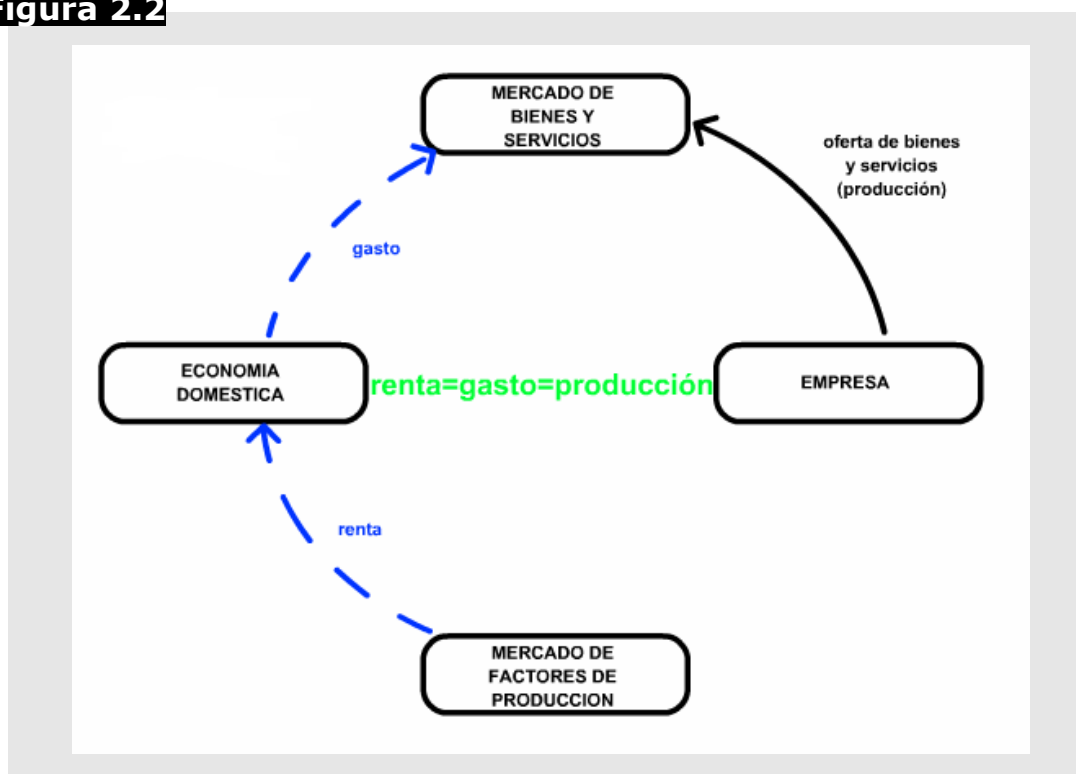 Figura 2.2
MERCADO DE
BIENES Y
SERVICIOS
oferta de bienes
y servicios
(producción)
gasto
ECONOMIA
DOMESTICA
renta=gasto=producción
EMPRESA
renta
MERCADO DE
FACTORES DE
PRODUCCION